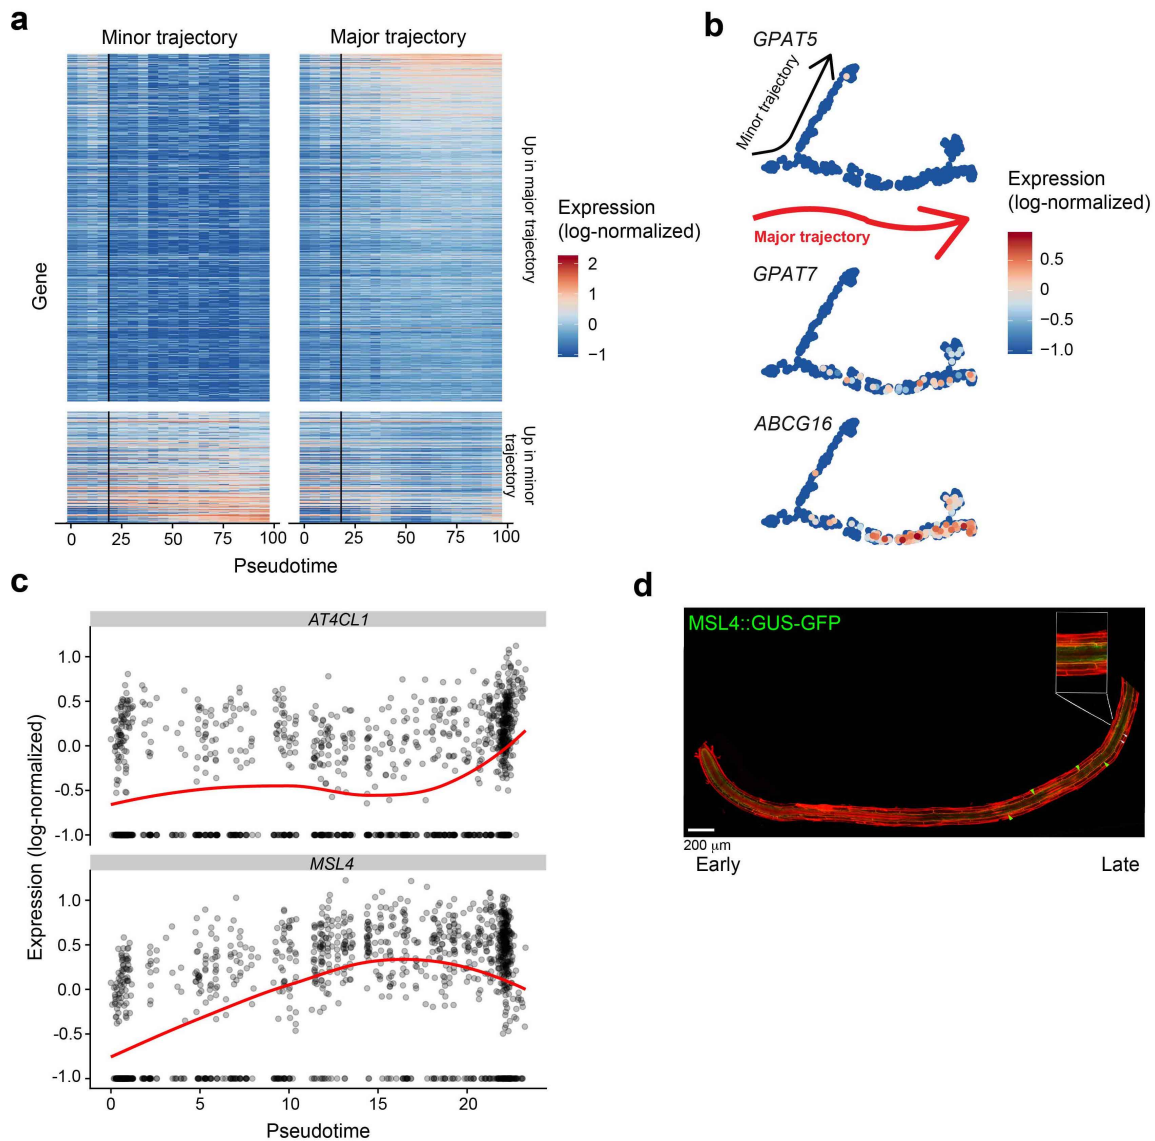 a
Minor trajectory
Major trajectory
Gene
Up in major trajectory
Up in minor
trajectory
Expression
(log-normalized)
2
1
0
−1
0
25
50
75
100
0
25
50
75
100
Pseudotime
b
GPAT5
Minor trajectory
Major trajectory
GPAT7
ABCG16
Expression
(log-normalized)
0.5
0
−0.5
−1.0
c
AT4CL1
1.0
0.5
0.0
-0.5
-1.0
MSL4
1.0
0.5
0.0
-0.5
-1.0
Expression (log-normalized)
0
5
10
15
20
Pseudotime
d
MSL4::GUS-GFP
200 μm
Early
Late